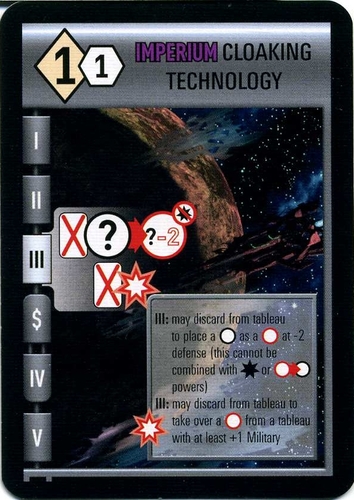 1 1 IMPERIUM CLOAKING
TECHNOLOGY
I
II
III ? ?-2
$
IV
V
III: may discard from tableau
to place a as a at -2
defense (this cannot be
combined with or
powers)
III: may discard from tableau to
take over a from a tableau
with at least +1 Military